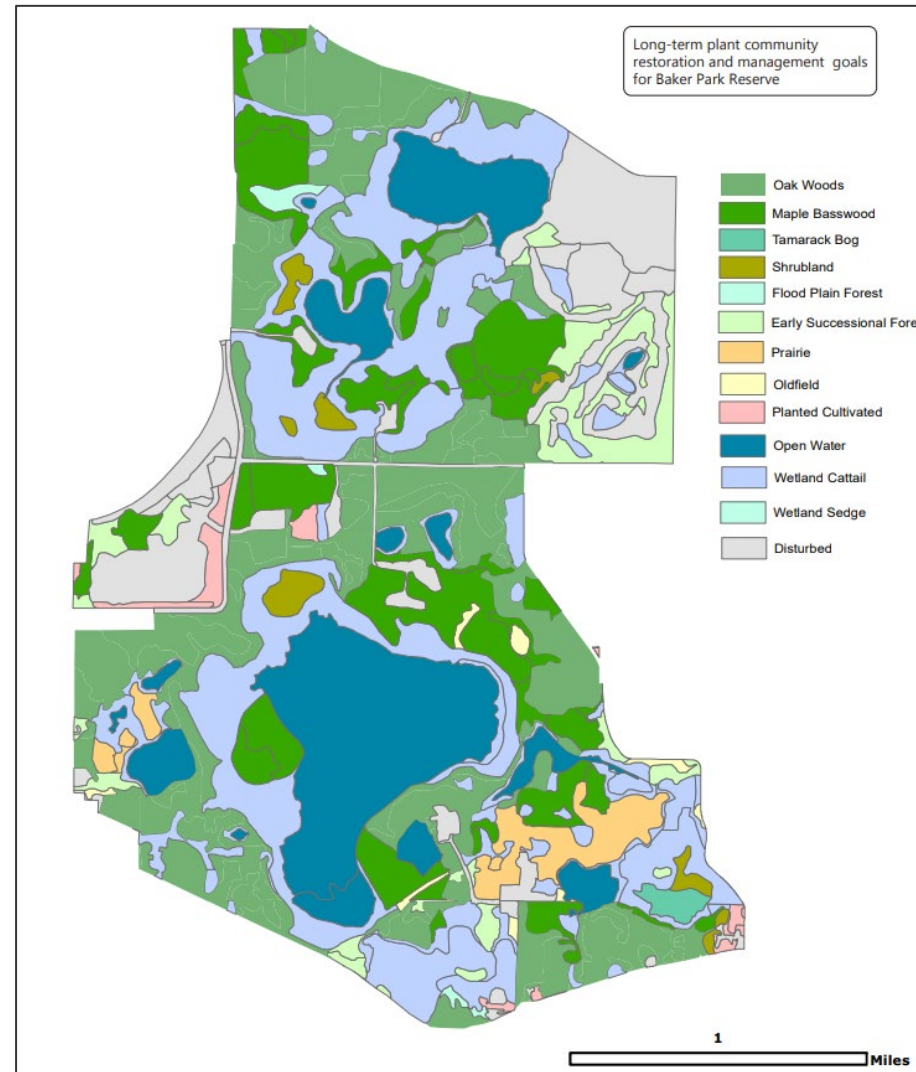 Long-term plant community
restoration and management goals
for Baker Park Reserve
Oak Woods
Maple Basswood
Tamarack Bog
Shrubland
Flood Plain Forest
Early Successional Fore
Prairie
Oldfield
Planted Cultivated
Open Water
Wetland Cattail
Wetland Sedge
Disturbed
1
Miles